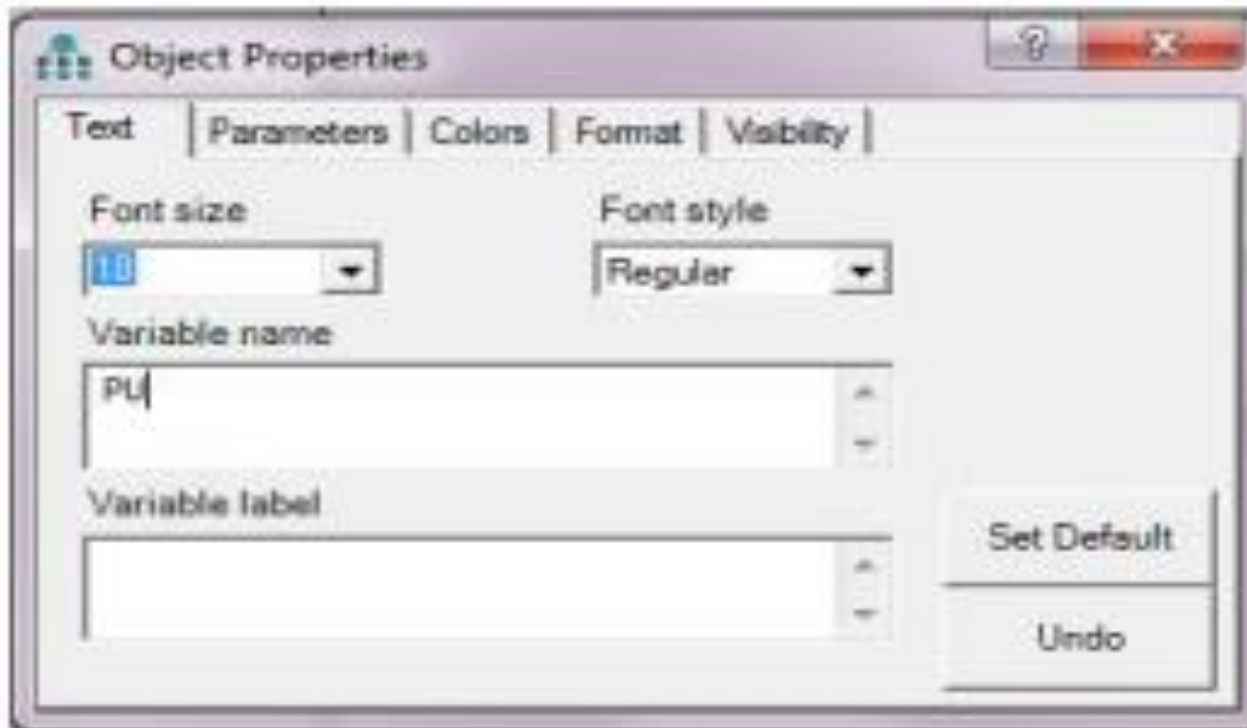 Object Properties
Text Parameters Colors Format Visibility
Font size Font style
10 Regular
Variable name
PU
Variable label
Set Default
Undo